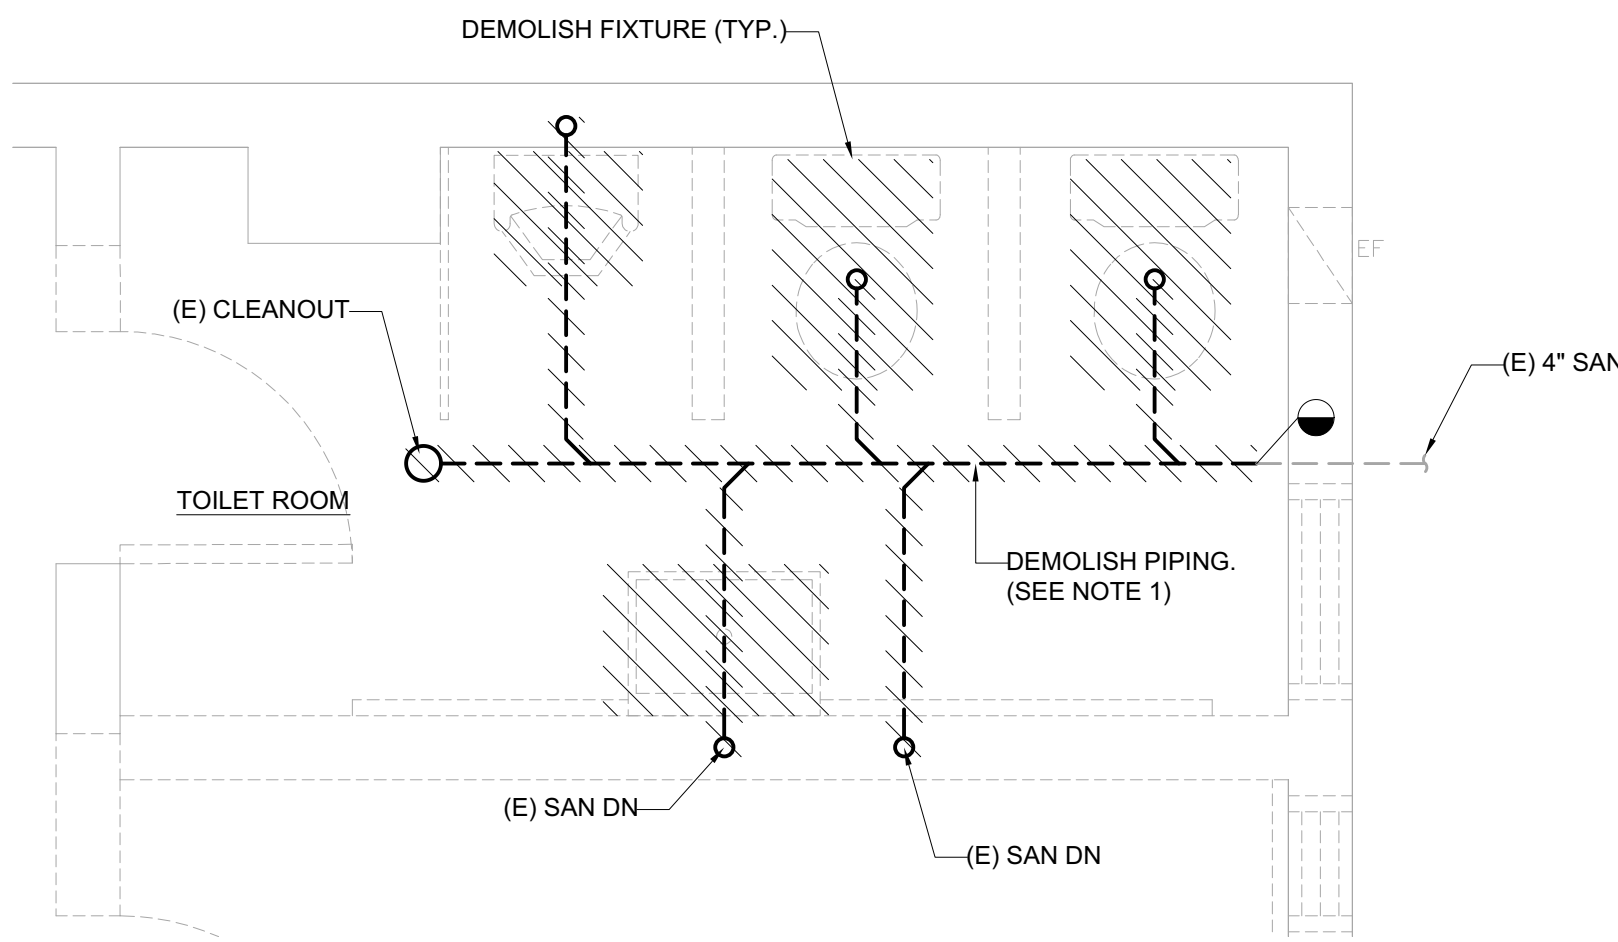 DEMOLISH FIXTURE (TYP.)
EF
(E) CLEANOUT
(E) 4" SAN
TOILET ROOM
DEMOLISH PIPING.
(SEE NOTE 1)
(E) SAN DN
(E) SAN DN